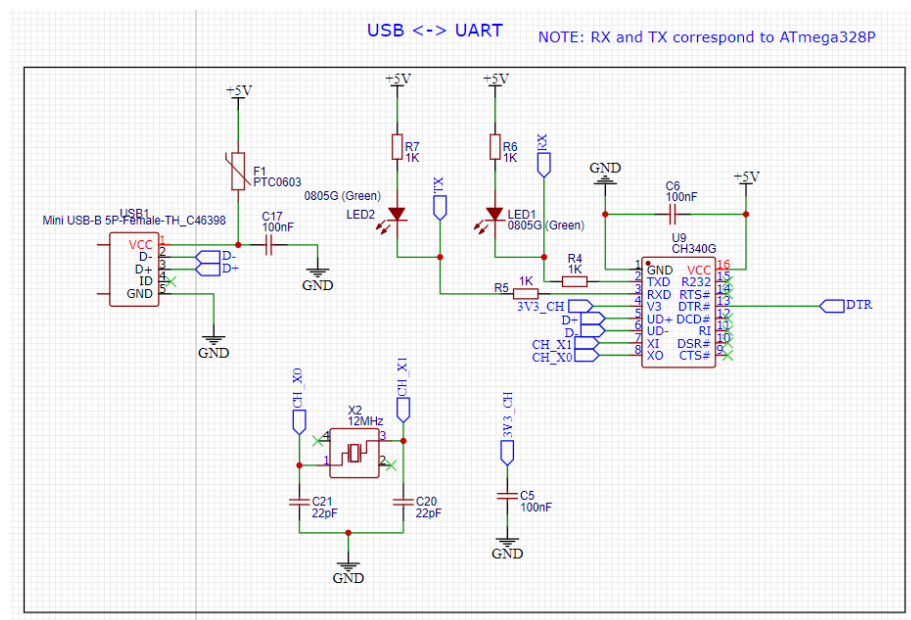 USB <-> UART
NOTE: RX and TX correspond to ATmega328P
+5V
F1
PTC0603
USB1
Mini USB-B 5P-Female-TH_C46398
VCC 1
D- 2
D+ 3
ID 4
GND 5
D-
D+
C17
100nF
GND
GND
+5V
R7
1K
0805G (Green)
LED2
TX
+5V
R6
1K
LED1
0805G (Green)
RX
R4
1K
R5
1K
GND
C6
100nF
+5V
U9
CH340G
1 GND
2 TXD
3 RXD
4 V3
5 UD+
6 UD-
7 XI
8 XO
VCC 16
R232 15
RTS# 14
DTR# 13
DCD# 12
RI 11
DSR# 10
CTS# 9
3V3_CH
D+
D-
CH_X1
CH_X0
DTR
CH_X0
CH_X1
X2
12MHz
4
3
1
2
C21
22pF
C20
22pF
GND
3V3_CH
C5
100nF
GND